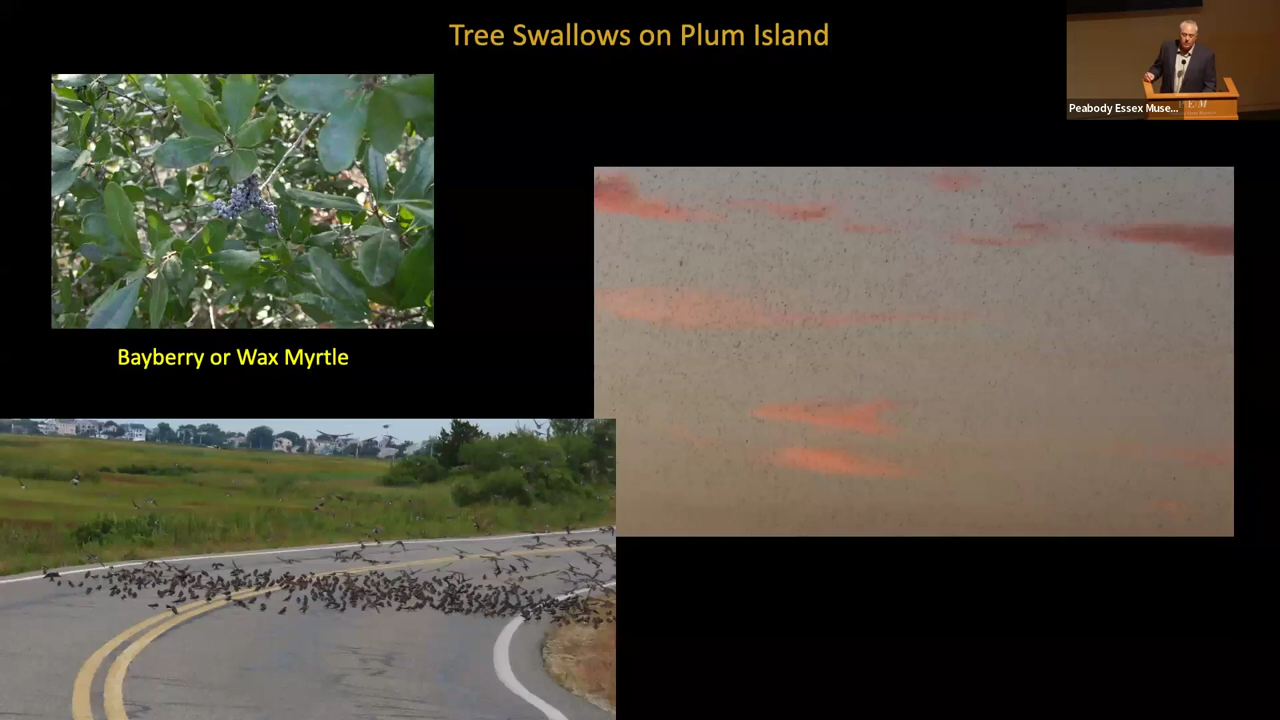 Tree Swallows on Plum Island
Peabody Essex Muse...
Bayberry or Wax Myrtle